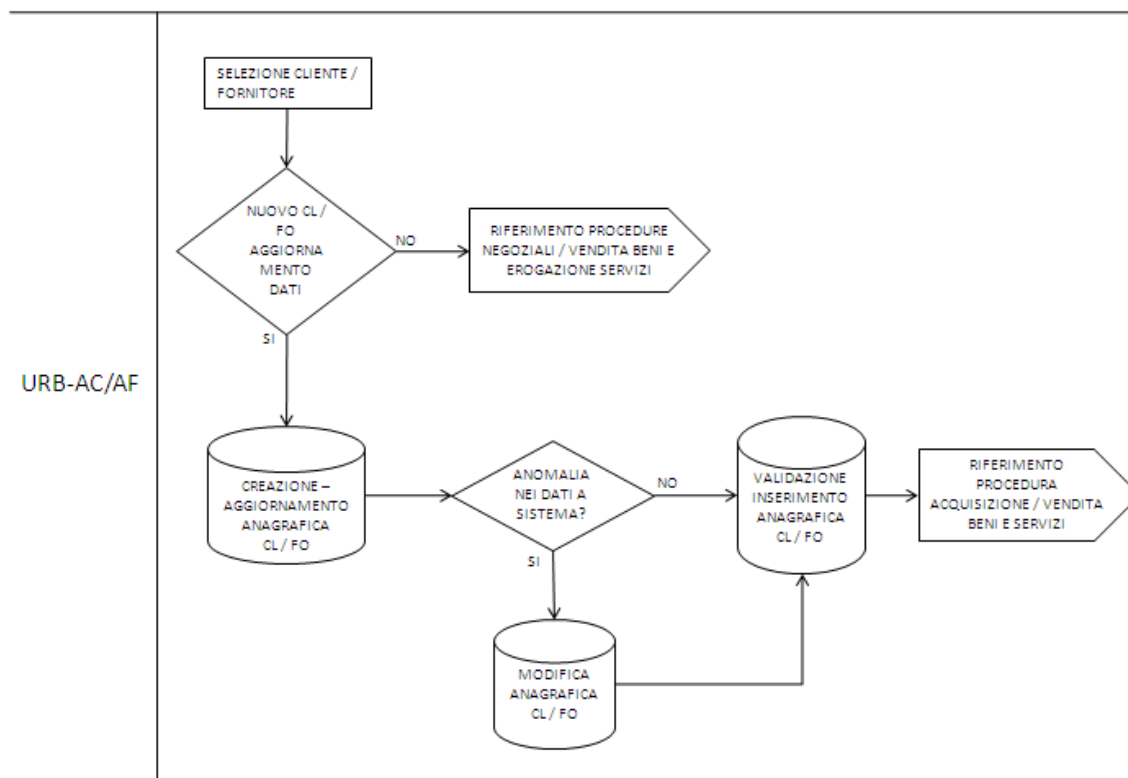 SELEZIONE CLIENTE /
FORNITORE
NUOVO CL /
FO
AGGIORNA
MENTO
DATI
NO
RIFERIMENTO PROCEDURE
NEGOZIALI / VENDITA BENI E
EROGAZIONE SERVIZI
SI
URB-AC/AF
CREAZIONE –
AGGIORNAMENTO
ANAGRAFICA
CL / FO
ANOMALIA
NEI DATI A
SISTEMA?
NO
VALIDAZIONE
INSERIMENTO
ANAGRAFICA
CL / FO
RIFERIMENTO
PROCEDURA
ACQUISIZIONE / VENDITA
BENI E SERVIZI
SI
MODIFICA
ANAGRAFICA
CL / FO